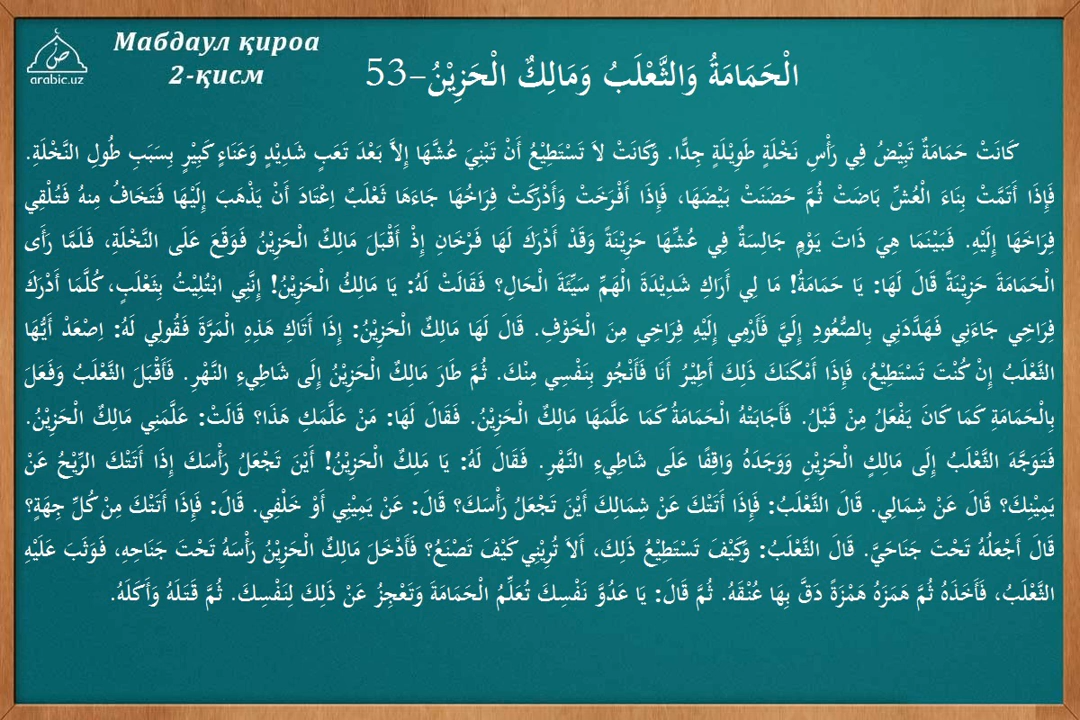 arabic.uz
Мабдаул қироа
2-қисм
53-الْحَمَامَةُ وَالثَّعْلَبُ وَمَالِكٌ الْحَزِيْنُ
كَانَتْ حَمَامَةٌ تَبِيْضُ فِي رَأْسِ نَخْلَةٍ طَوِيْلَةٍ جِدًّا. وَكَانَتْ لاَ تَسْتَطِيْعُ أَنْ تَبْنِيَ عُشَّهَا إِلاَّ بَعْدَ تَعَبٍ شَدِيْدٍ وَعَنَاءٍ كَبِيْرٍ بِسَبَبِ طُولِ النَّخْلَةِ.
فَإِذَا أَتَمَّتْ بِنَاءَ الْعُشِّ بَاضَتْ ثُمَّ حَضَنَتْ بَيْضَهَا، فَإِذَا أَفْرَخَتْ وَأَدْرَكَتْ فِرَاخُهَا جَاءَهَا ثَعْلَبٌ اِعْتَادَ أَنْ يَذْهَبَ إِلَيْهَا فَتَخَافُ مِنهُ فَتُلْقِي
فِرَاخَهَا إِلَيْهِ. فَبَيْنَمَا هِيَ ذَاتَ يَوْمٍ جَالِسَةٌ فِي عُشِّهَا حَزِيْنَةً وَقَدْ أَدْرَكَ لَهَا فَرْخَانِ إِذْ أَقْبَلَ مَالِكٌ الْحَزِيْنُ فَوَقَعَ عَلَى النَّخْلَةِ، فَلَمَّا رَأَى
الْحَمَامَةَ حَزِيْنَةً قَالَ لَهَا: يَا حَمَامَةُ! مَا لِي أَرَاكِ شَدِيْدَةَ الْهَمِّ سَيِّئَةَ الْحَالِ؟ فَقَالَتْ لَهُ: يَا مَالِكُ الْحَزِيْنُ! إِنَّنِي ابْتُلِيْتُ بِثَعْلَبٍ، كُلَّمَا أَدْرَكَ
فِرَاخِي جَاءَنِي فَهَدَّدَنِي بِالصُّعُودِ إِلَيَّ فَأَرْمِي إِلَيْهِ فِرَاخِي مِنَ الْخَوْفِ. قَالَ لَهَا مَالِكٌ الْحَزِيْنُ: إِذَا أَتَاكِ هَذِهِ الْمَرَّةَ فَقُولِي لَهُ: اِصْعَدْ أَيُّهَا
الثَّعْلَبُ إِنْ كُنْتَ تَسْتَطِيْعُ، فَإِذَا أَمْكَنَكَ ذَلِكَ أَطِيْرُ أَنَا فَأَنْجُو بِنَفْسِي مِنْكَ. ثُمَّ طَارَ مَالِكٌ الْحَزِيْنُ إِلَى شَاطِيءِ النَّهْرِ. فَأَقْبَلَ الثَّعْلَبُ وَفَعَلَ
بِالْحَمَامَةِ كَمَا كَانَ يَفْعَلُ مِنْ قَبْلُ. فَأَجَابَتْهُ الْحَمَامَةُ كَمَا عَلَّمَهَا مَالِكٌ الْحَزِيْنُ. فَقَالَ لَهَا: مَنْ عَلَّمَكِ هَذَا؟ قَالَتْ: عَلَّمَنِي مَالِكٌ الْحَزِيْنُ.
فَتَوَجَّهَ الثَّعْلَبُ إِلَى مَالِكٍ الْحَزِيْنِ وَوَجَدَهُ وَاقِفًا عَلَى شَاطِيءِ النَّهْرِ. فَقَالَ لَهُ: يَا مَلِكٌ الْحَزِيْنُ! أَيْنَ تَجْعَلُ رَأْسَكَ إِذَا أَتَتْكَ الرِّيْحُ عَنْ
يَمِيْنِكَ؟ قَالَ عَنْ شِمَالِي. قَالَ الثَّعْلَبُ: فَإِذَا أَتَتْكَ عَنْ شِمَالِكَ أَيْنَ تَجْعَلُ رَأْسَكَ؟ قَالَ: عَنْ يَمِيْنِي أَوْ خَلْفِي. قَالَ: فَإِذَا أَتَتْكَ مِنْ كُلِّ جِهَةٍ؟
قَالَ أَجْعَلُهُ تَحْتَ جَنَاحَيَّ. قَالَ الثَّعْلَبُ: وَكَيْفَ تَسْتَطِيْعُ ذَلِكَ، أَلاَ تُرِيْنِي كَيْفَ تَصْنَعُ؟ فَأَدْخَلَ مَالِكٌ الْحَزِيْنُ رَأْسَهُ تَحْتَ جَنَاحِهِ، فَوَثَبَ عَلَيْهِ
الثَّعْلَبُ، فَأَخَذَهُ ثُمَّ هَمَزَهُ هَمْزَةً دَقَّ بِهَا عُنْقَهُ. ثُمَّ قَالَ: يَا عَدُوَّ نَفْسِكَ تُعَلِّمُ الْحَمَامَةَ وَتَعْجِزُ عَنْ ذَلِكَ لِنَفْسِكَ. ثُمَّ قَتَلَهُ وَأَكَلَهُ.